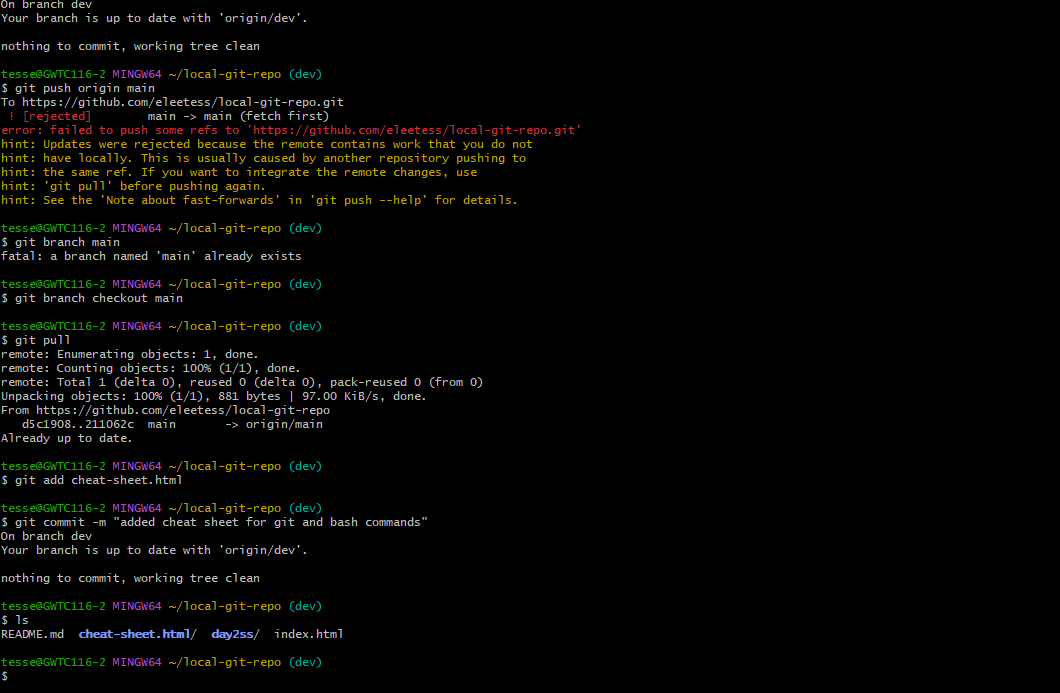 On branch dev
Your branch is up to date with 'origin/dev'.
nothing to commit, working tree clean
tesse@GWTC116-2 MINGW64 ~/local-git-repo (dev)
$ git push origin main
To https://github.com/eleetess/local-git-repo.git
 ! [rejected]        main -> main (fetch first)
error: failed to push some refs to 'https://github.com/eleetess/local-git-repo.git'
hint: Updates were rejected because the remote contains work that you do not
hint: have locally. This is usually caused by another repository pushing to
hint: the same ref. If you want to integrate the remote changes, use
hint: 'git pull' before pushing again.
hint: See the 'Note about fast-forwards' in 'git push --help' for details.
tesse@GWTC116-2 MINGW64 ~/local-git-repo (dev)
$ git branch main
fatal: a branch named 'main' already exists
tesse@GWTC116-2 MINGW64 ~/local-git-repo (dev)
$ git branch checkout main
tesse@GWTC116-2 MINGW64 ~/local-git-repo (dev)
$ git pull
remote: Enumerating objects: 1, done.
remote: Counting objects: 100% (1/1), done.
remote: Total 1 (delta 0), reused 0 (delta 0), pack-reused 0 (from 0)
Unpacking objects: 100% (1/1), 881 bytes | 97.00 KiB/s, done.
From https://github.com/eleetess/local-git-repo
   d5c1908..211062c  main       -> origin/main
Already up to date.
tesse@GWTC116-2 MINGW64 ~/local-git-repo (dev)
$ git add cheat-sheet.html
tesse@GWTC116-2 MINGW64 ~/local-git-repo (dev)
$ git commit -m "added cheat sheet for git and bash commands"
On branch dev
Your branch is up to date with 'origin/dev'.
nothing to commit, working tree clean
tesse@GWTC116-2 MINGW64 ~/local-git-repo (dev)
$ ls
README.md  cheat-sheet.html/  day2ss/  index.html
tesse@GWTC116-2 MINGW64 ~/local-git-repo (dev)
$